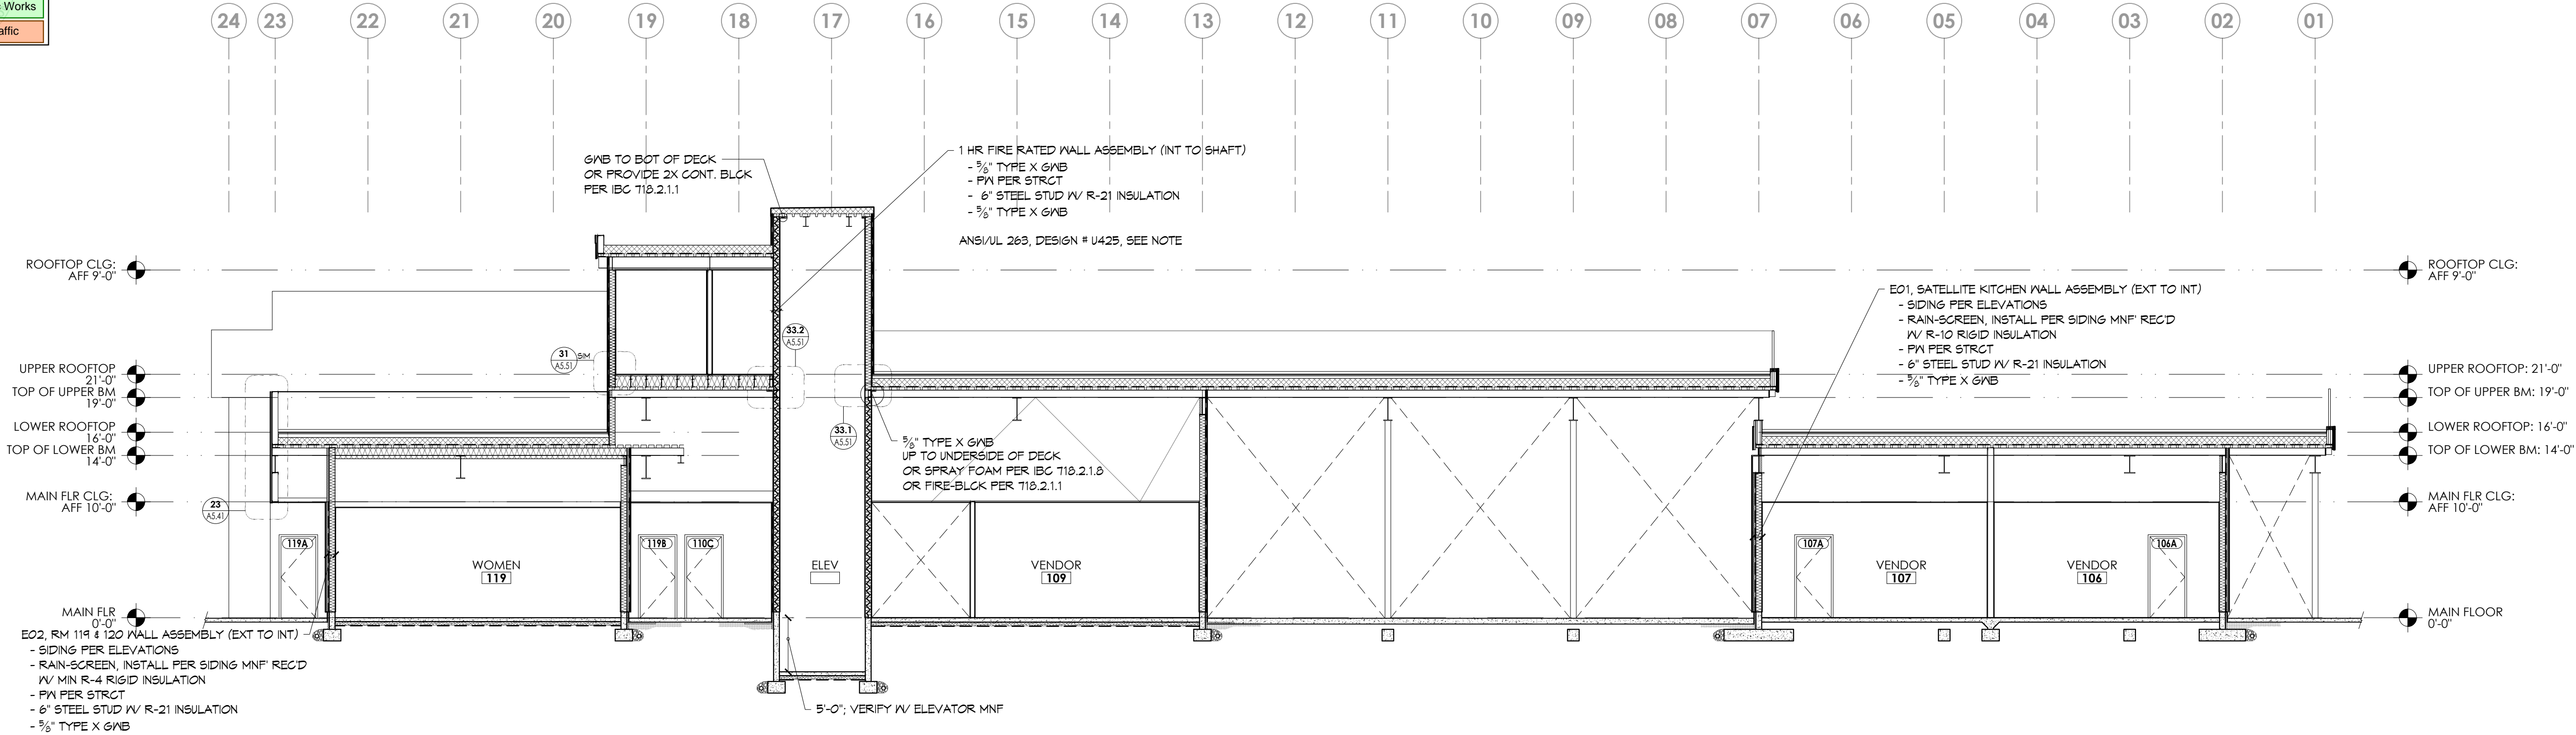 Works
affic
24 23 22 21 20 19 18 17 16 15 14 13 12 11 10 09 08 07 06 05 04 03 02 01
GWB TO BOT OF DECK
OR PROVIDE 2X CONT. BLCK
PER IBC 718.2.1.1
1 HR FIRE RATED WALL ASSEMBLY (INT TO SHAFT)
- 5/8" TYPE X GWB
- PW PER STRCT
- 6" STEEL STUD W/ R-21 INSULATION
- 5/8" TYPE X GWB
ANSI/UL 263, DESIGN # U425, SEE NOTE
ROOFTOP CLG:
AFF 9'-0"
ROOFTOP CLG:
AFF 9'-0"
E01, SATELLITE KITCHEN WALL ASSEMBLY (EXT TO INT)
- SIDING PER ELEVATIONS
- RAIN-SCREEN, INSTALL PER SIDING MNF' REC'D
W/ R-10 RIGID INSULATION
- PW PER STRCT
- 6" STEEL STUD W/ R-21 INSULATION
- 5/8" TYPE X GWB
33.2
A5.51
31 SIM
A5.51
UPPER ROOFTOP
21'-0"
TOP OF UPPER BM
19'-0"
LOWER ROOFTOP
16'-0"
TOP OF LOWER BM
14'-0"
MAIN FLR CLG:
AFF 10'-0"
UPPER ROOFTOP: 21'-0"
TOP OF UPPER BM: 19'-0"
LOWER ROOFTOP: 16'-0"
TOP OF LOWER BM: 14'-0"
MAIN FLR CLG:
AFF 10'-0"
33.1
A5.51
5/8" TYPE X GWB
UP TO UNDERSIDE OF DECK
OR SPRAY FOAM PER IBC 718.2.1.8
OR FIRE-BLCK PER 718.2.1.1
23
A5.41
119A
119B
110C
107A
106A
WOMEN
119
ELEV
VENDOR
109
VENDOR
107
VENDOR
106
MAIN FLR
0'-0"
MAIN FLOOR
0'-0"
E02, RM 119 & 120 WALL ASSEMBLY (EXT TO INT)
- SIDING PER ELEVATIONS
- RAIN-SCREEN, INSTALL PER SIDING MNF' REC'D
W/ MIN R-4 RIGID INSULATION
- PW PER STRCT
- 6" STEEL STUD W/ R-21 INSULATION
- 5/8" TYPE X GWB
5'-0"; VERIFY W/ ELEVATOR MNF